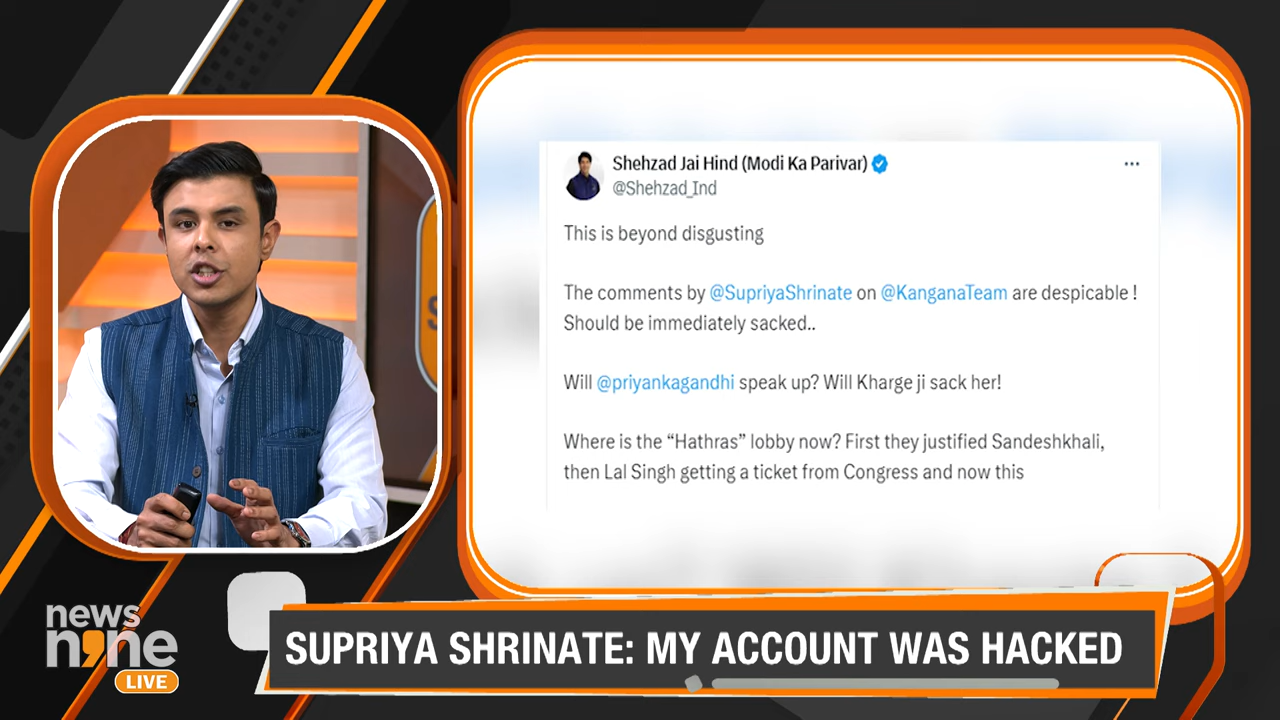 Shehzad Jai Hind (Modi Ka Parivar)
@Shehzad_Ind
This is beyond disgusting
The comments by @SupriyaShrinate on @KanganaTeam are despicable !
Should be immediately sacked..
Will @priyankagandhi speak up? Will Kharge ji sack her!
Where is the “Hathras” lobby now? First they justified Sandeshkhali,
then Lal Singh getting a ticket from Congress and now this
SUPRIYA SHRINATE: MY ACCOUNT WAS HACKED
news
n9ne
LIVE